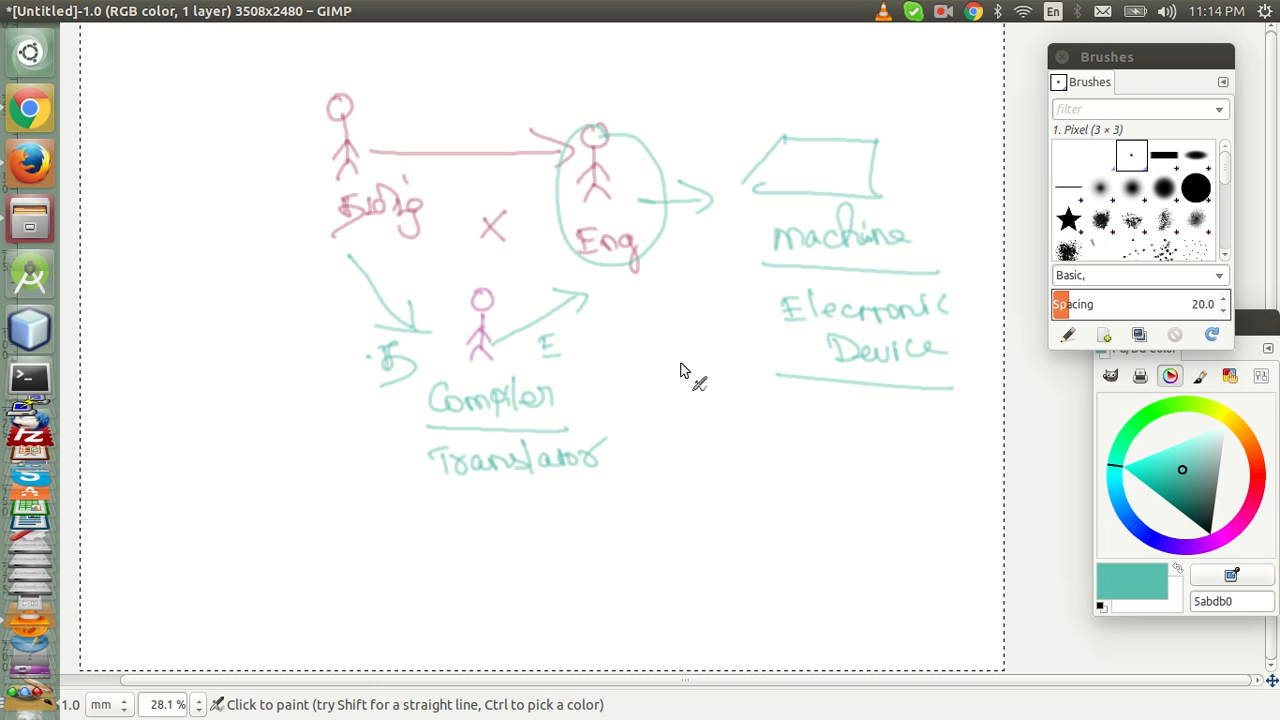 *[Untitled]-1.0 (RGB color, 1 layer) 3508x2480 – GIMP
En
11:14 PM
Brushes
Brushes
filter
1. Pixel (3 × 3)
Basic,
Spacing
20.0
5abdb0
Eng
machine
Electronic
Device
E
Compiler
Translator
1.0
mm
28.1 %
Click to paint (try Shift for a straight line, Ctrl to pick a color)